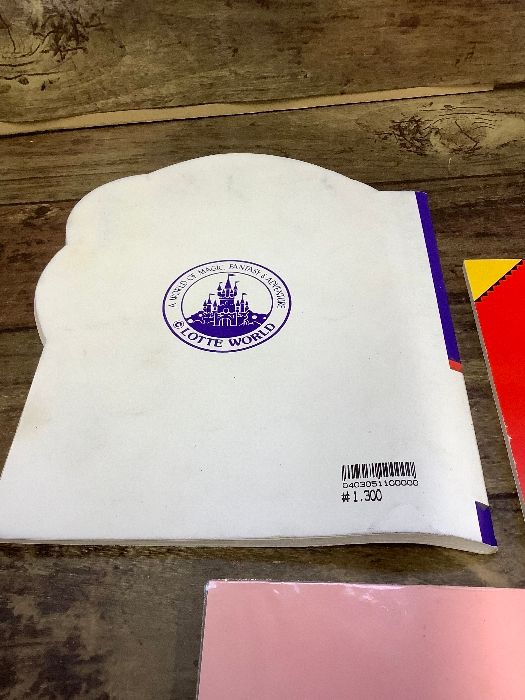 A WORLD OF MAGIC, FANTASY & ADVENTURE
© LOTTE WORLD
0403051100000
#1.300